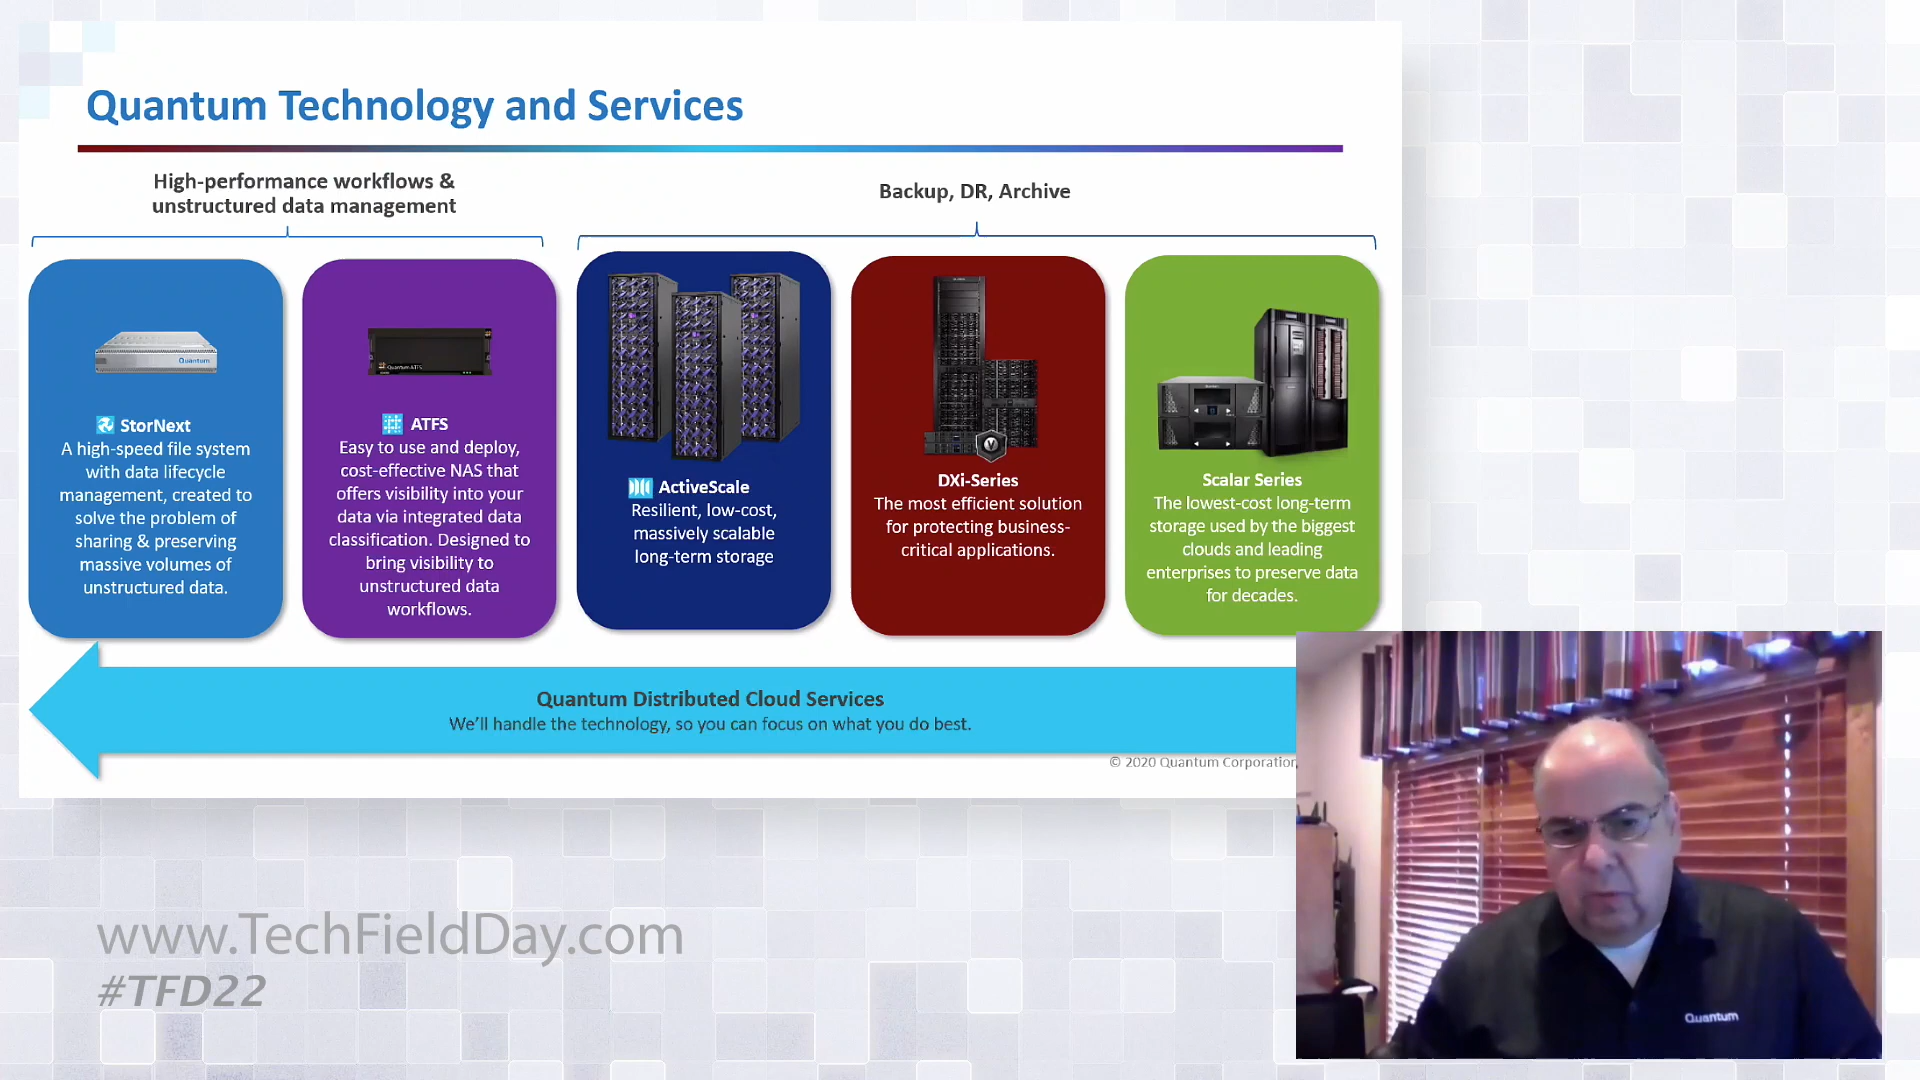 Quantum Technology and Services
High-performance workflows &
unstructured data management
Backup, DR, Archive
Quantum
StorNext
A high-speed file system
with data lifecycle
management, created to
solve the problem of
sharing & preserving
massive volumes of
unstructured data.
Quantum ATFS
ATFS
Easy to use and deploy,
cost-effective NAS that
offers visibility into your
data via integrated data
classification. Designed to
bring visibility to
unstructured data
workflows.
ActiveScale
Resilient, low-cost,
massively scalable
long-term storage
V
DXi-Series
The most efficient solution
for protecting business-
critical applications.
Scalar Series
The lowest-cost long-term
storage used by the biggest
clouds and leading
enterprises to preserve data
for decades.
Quantum Distributed Cloud Services
We'll handle the technology, so you can focus on what you do best.
© 2020 Quantum Corporation,
www.TechFieldDay.com
#TFD22
Quantum